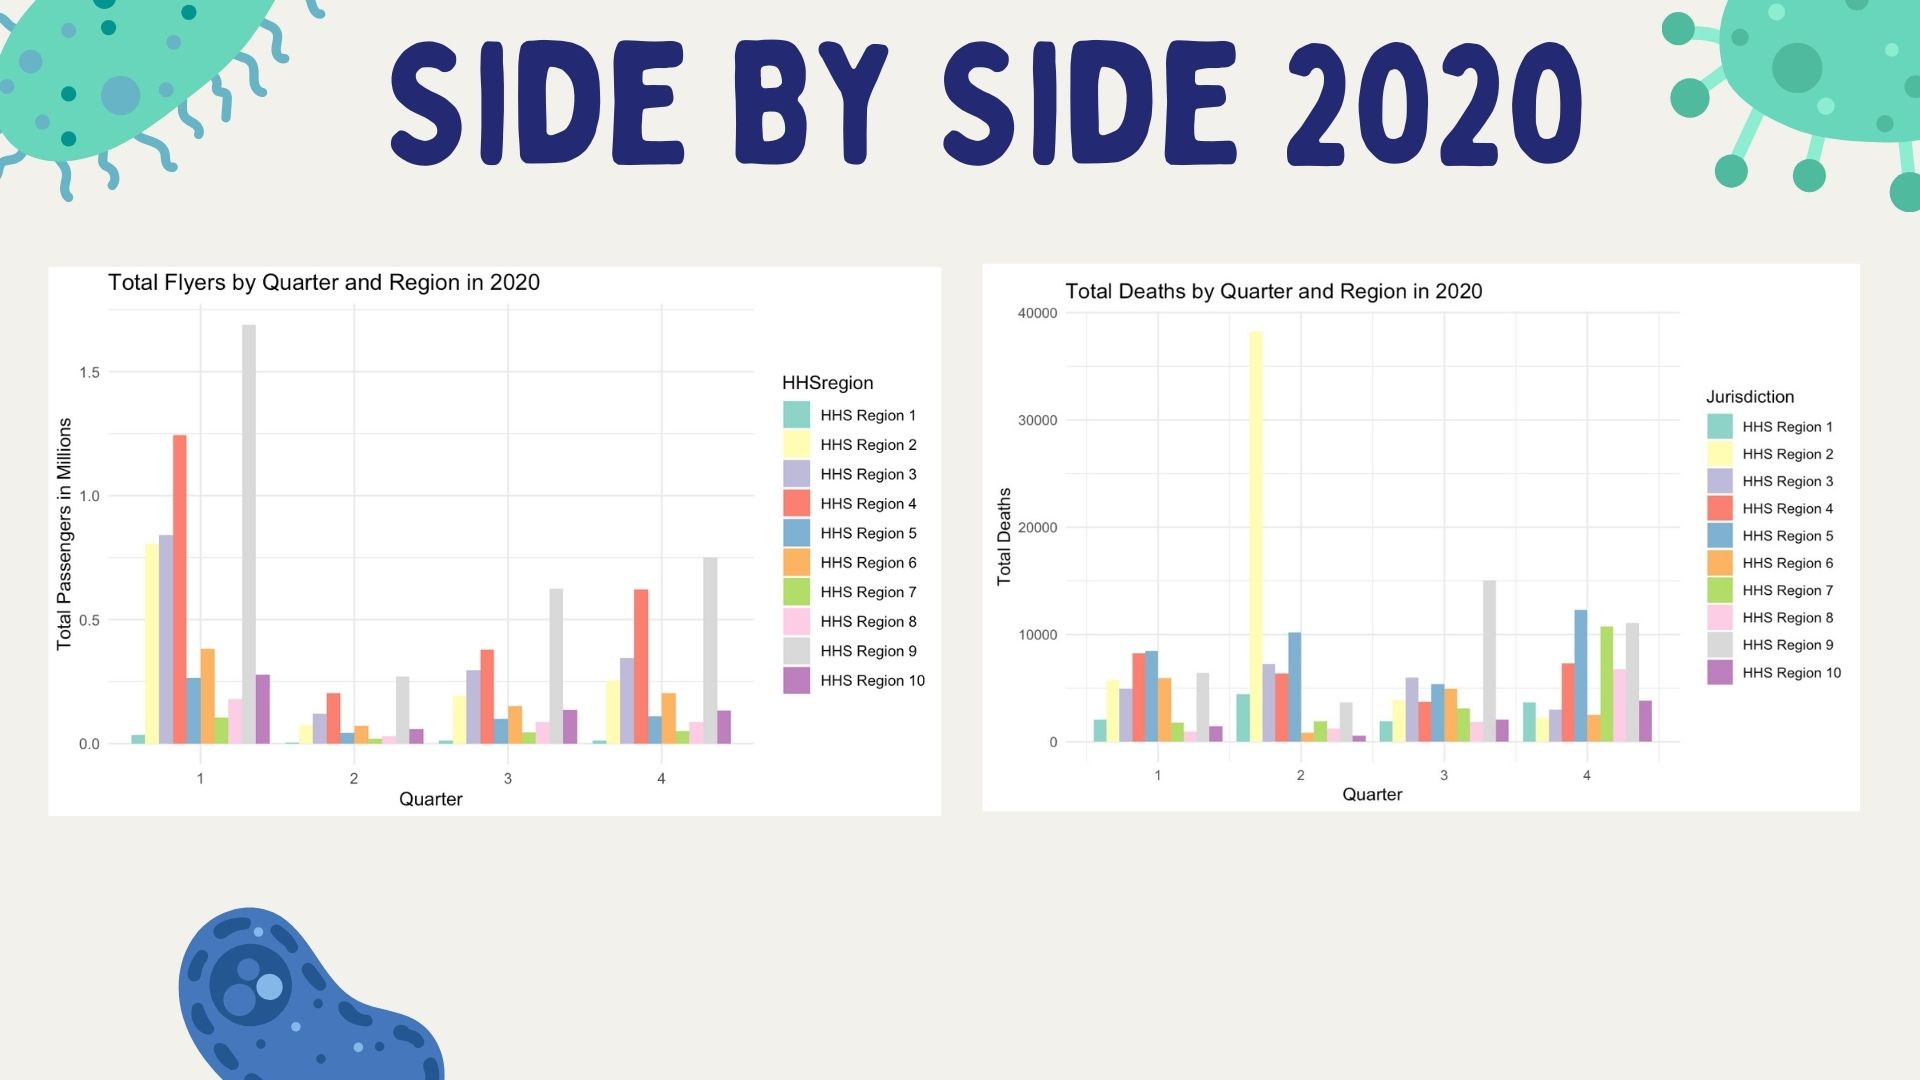 SIDE BY SIDE 2020
Total Flyers by Quarter and Region in 2020
Total Passengers in Millions
1.5
1.0
0.5
0.0
1 2 3 4
Quarter
HHSregion
HHS Region 1
HHS Region 2
HHS Region 3
HHS Region 4
HHS Region 5
HHS Region 6
HHS Region 7
HHS Region 8
HHS Region 9
HHS Region 10
Total Deaths by Quarter and Region in 2020
Total Deaths
40000
30000
20000
10000
0
1 2 3 4
Quarter
Jurisdiction
HHS Region 1
HHS Region 2
HHS Region 3
HHS Region 4
HHS Region 5
HHS Region 6
HHS Region 7
HHS Region 8
HHS Region 9
HHS Region 10